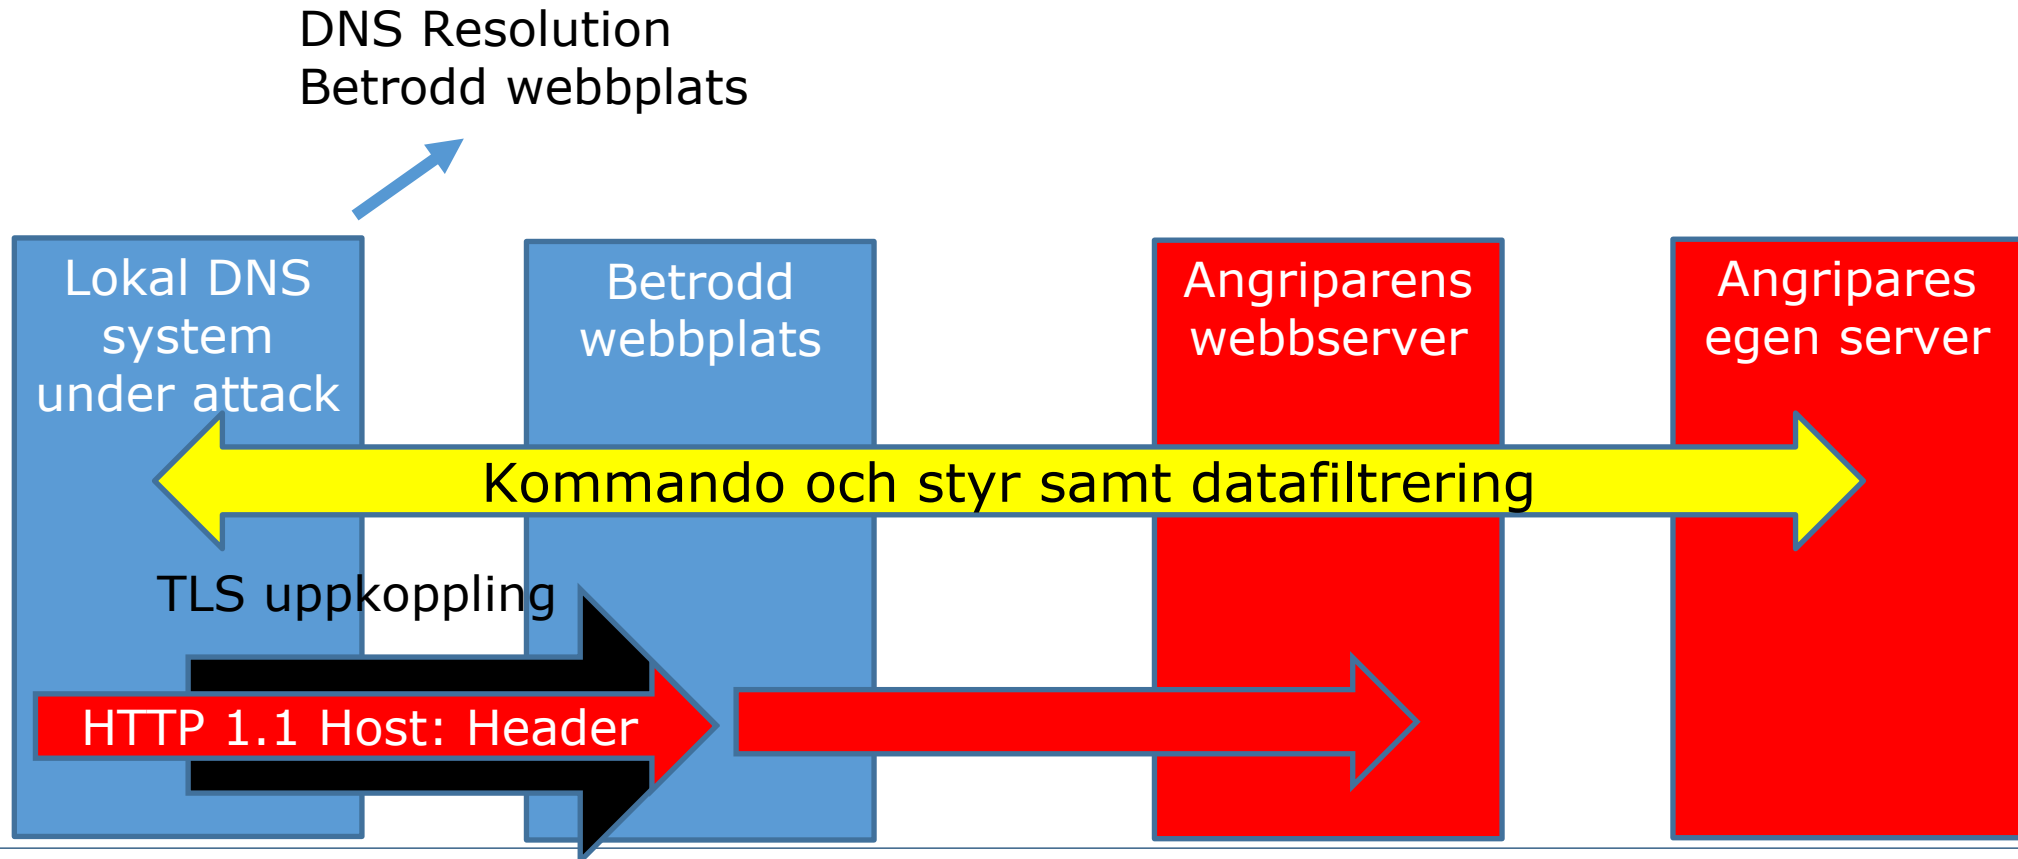 DNS Resolution
Betrodd webbplats
Lokal DNS
system
under attack
Betrodd
webbplats
Angriparens
webbserver
Angripares
egen server
Kommando och styr samt datafiltrering
TLS uppkoppling
HTTP 1.1 Host: Header